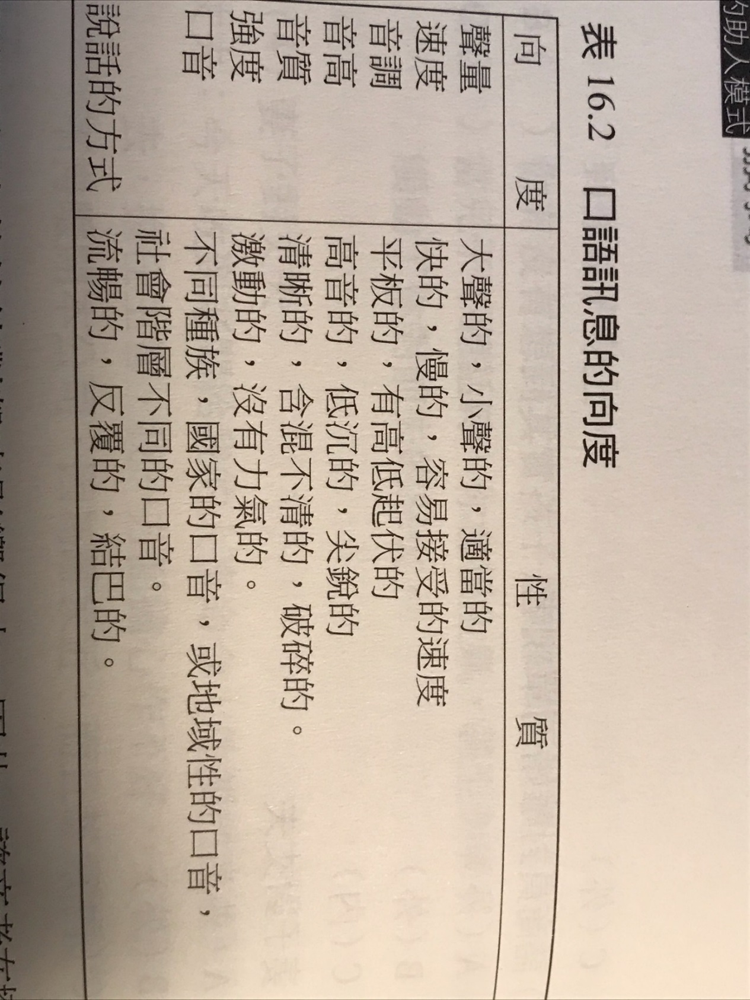 的助人模式
表 16.2 口語訊息的向度
向 度 性 質
聲量 大聲的，小聲的，適當的
速度 快的，慢的，容易接受的速度
音調 平板的，有高低起伏的
音高 高音的，低沉的，尖銳的
音質 清晰的，含混不清的，破碎的。
強度 激動的，沒有力氣的。
口音 不同種族，國家的口音，或地域性的口音，
社會階層不同的口音。
說話的方式 流暢的，反覆的，結巴的。